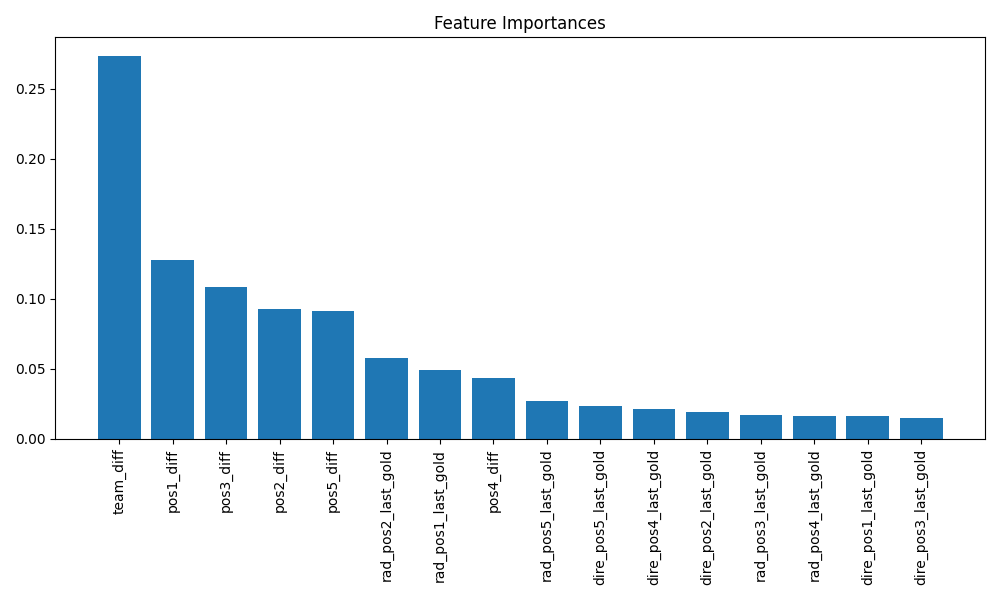 Feature Importances
0.25
0.20
0.15
0.10
0.05
0.00
team_diff
pos1_diff
pos3_diff
pos2_diff
pos5_diff
rad_pos2_last_gold
rad_pos1_last_gold
pos4_diff
rad_pos5_last_gold
dire_pos5_last_gold
dire_pos4_last_gold
dire_pos2_last_gold
rad_pos3_last_gold
rad_pos4_last_gold
dire_pos1_last_gold
dire_pos3_last_gold